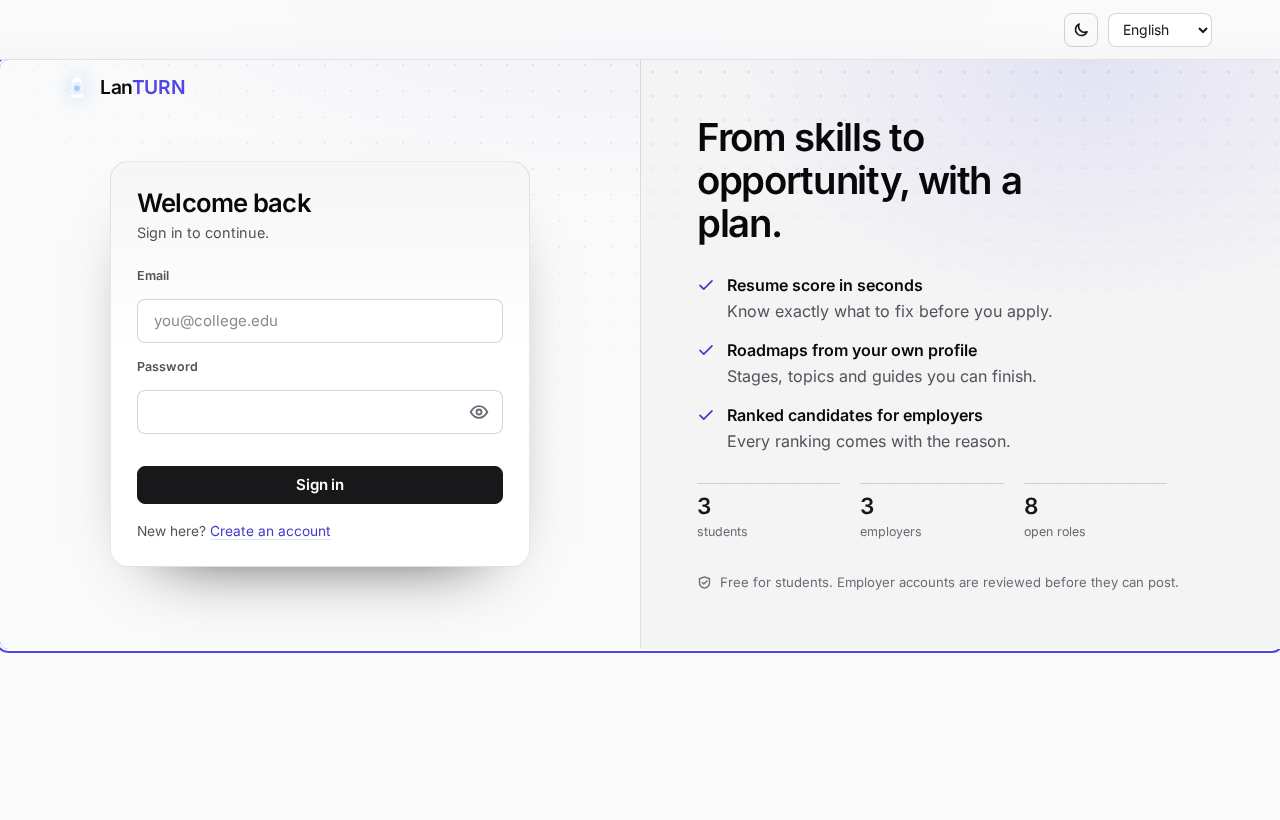 English
LanTURN
Welcome back
Sign in to continue.
Email
you@college.edu
Password
Sign in
New here? Create an account
From skills to
opportunity, with a
plan.
Resume score in seconds
Know exactly what to fix before you apply.
Roadmaps from your own profile
Stages, topics and guides you can finish.
Ranked candidates for employers
Every ranking comes with the reason.
3
students
3
employers
8
open roles
Free for students. Employer accounts are reviewed before they can post.